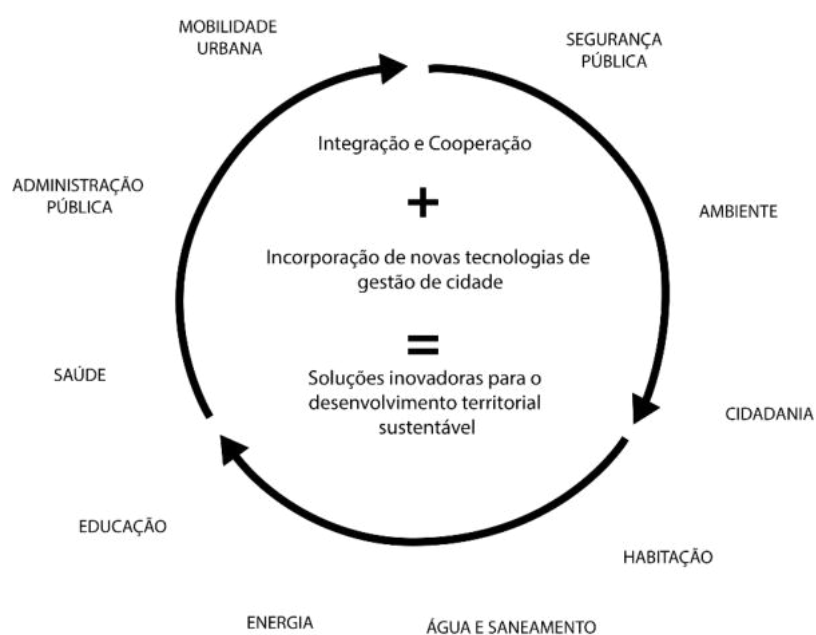 MOBILIDADE
URBANA
SEGURANÇA
PÚBLICA
Integração e Cooperação
ADMINISTRAÇÃO
PÚBLICA
+
AMBIENTE
Incorporação de novas tecnologias de
gestão de cidade
=
SAÚDE
Soluções inovadoras para o
desenvolvimento territorial
sustentável
CIDADANIA
EDUCAÇÃO
HABITAÇÃO
ENERGIA
ÁGUA E SANEAMENTO